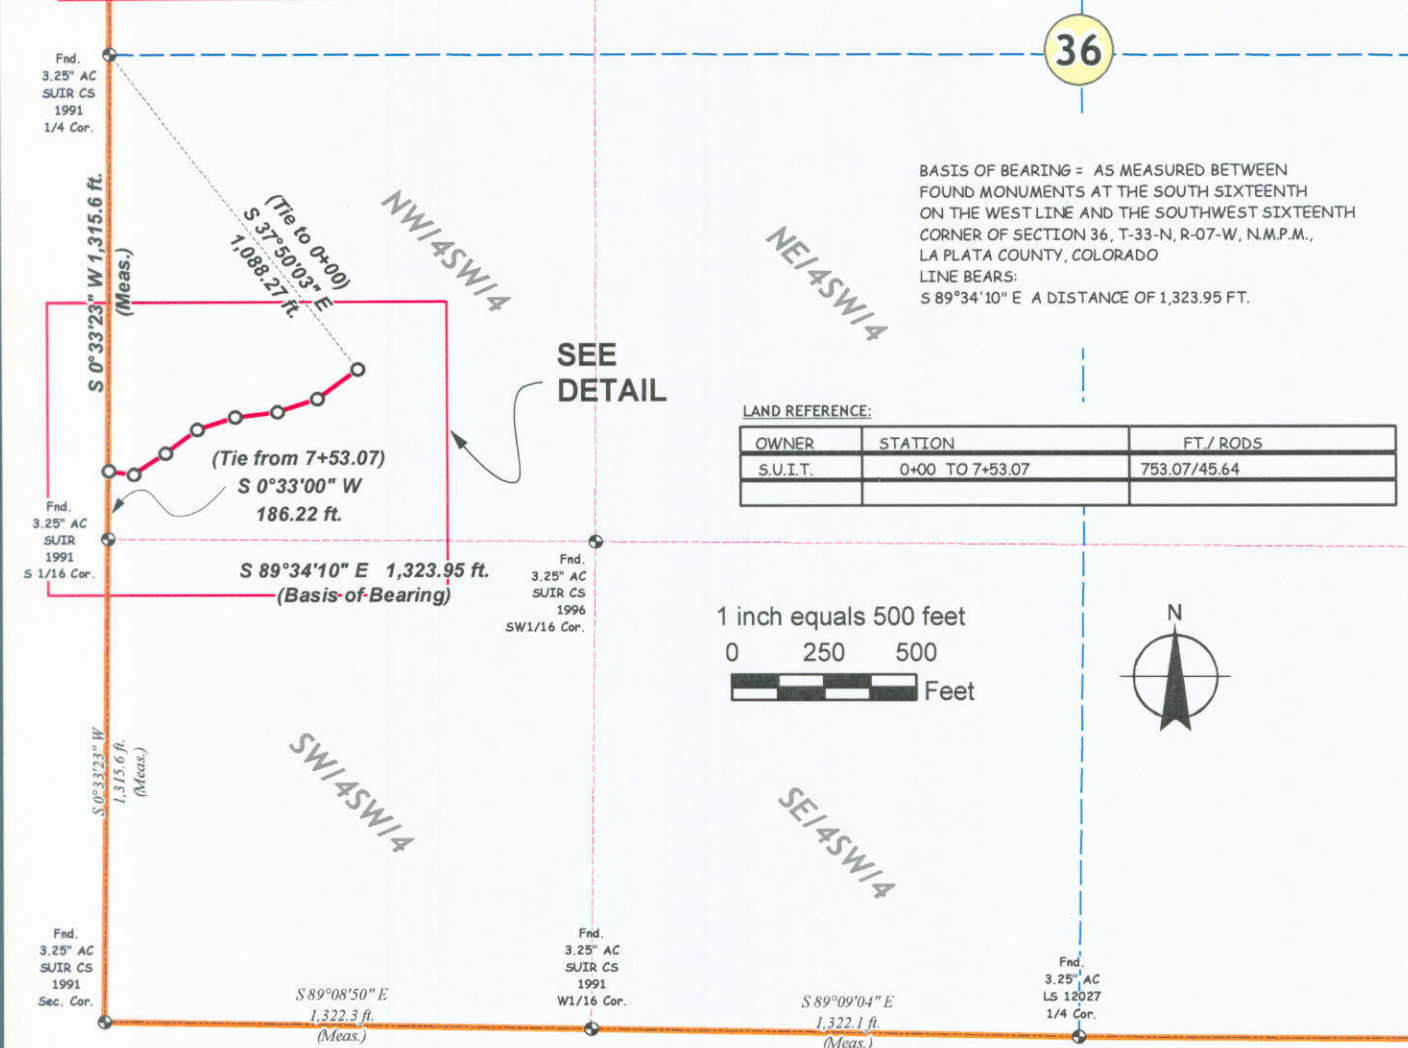 36
Fnd.
3.25" AC
SUIR CS
1991
1/4 Cor.
S 0°33'23" W 1,315.6 ft.
(Meas.)
(Tie to 0+00)
S 37°50'03" E
1,088.27 ft.
NW/4SW/4
NE/4SW/4
BASIS OF BEARING = AS MEASURED BETWEEN
FOUND MONUMENTS AT THE SOUTH SIXTEENTH
ON THE WEST LINE AND THE SOUTHWEST SIXTEENTH
CORNER OF SECTION 36, T-33-N, R-07-W, N.M.P.M.,
LA PLATA COUNTY, COLORADO
LINE BEARS:
S 89°34'10" E A DISTANCE OF 1,323.95 FT.
SEE
DETAIL
LAND REFERENCE:
OWNER STATION FT./ RODS
S.U.I.T. 0+00 TO 7+53.07 753.07/45.64
(Tie from 7+53.07)
S 0°33'00" W
186.22 ft.
Fnd.
3.25" AC
SUIR
1991
S 1/16 Cor.
S 89°34'10" E 1,323.95 ft.
(Basis-of-Bearing)
Fnd.
3.25" AC
SUIR CS
1996
SW1/16 Cor.
1 inch equals 500 feet
0 250 500
Feet
N
S 0°33'23" W
1,315.6 ft.
(Meas.)
SW/4SW/4
SE/4SW/4
Fnd.
3.25" AC
SUIR CS
1991
Sec. Cor.
S 89°08'50" E
1,322.3 ft.
(Meas.)
Fnd.
3.25" AC
SUIR CS
1991
W1/16 Cor.
S 89°09'04" E
1,322.1 ft.
(Meas.)
Fnd.
3.25" AC
LS 12027
1/4 Cor.